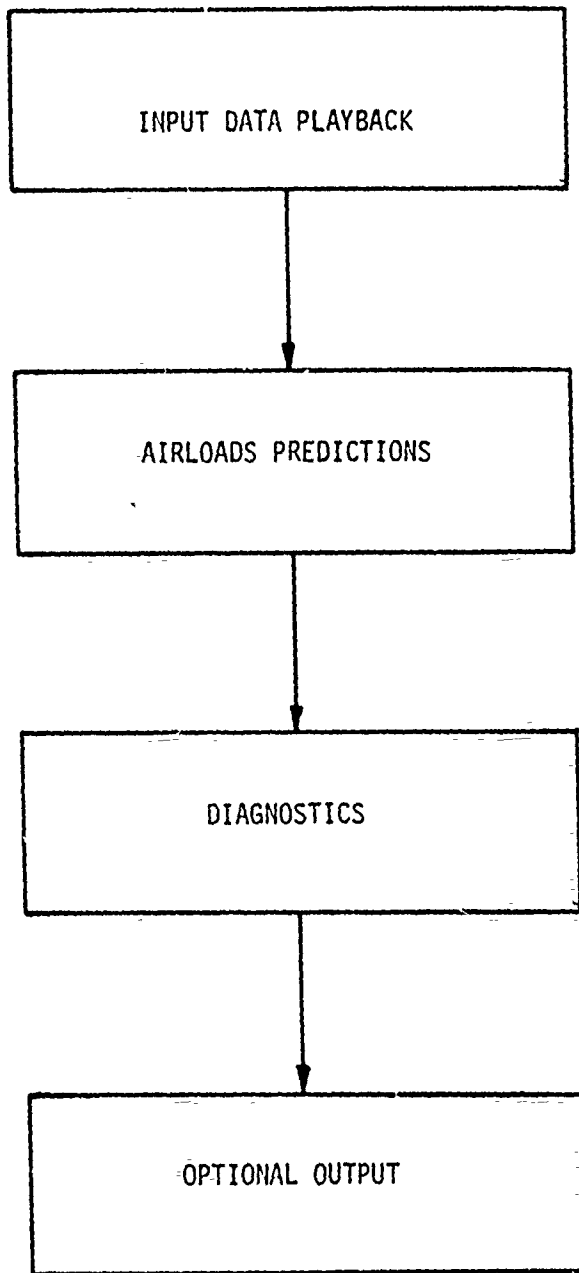 INPUT DATA PLAYBACK
AIRLOADS PREDICTIONS
DIAGNOSTICS
OPTIONAL OUTPUT